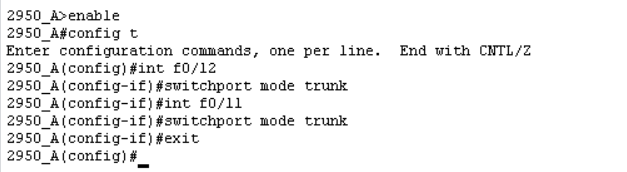 2950_A>enable
2950_A#config t
Enter configuration commands, one per line.  End with CNTL/Z
2950_A(config)#int f0/12
2950_A(config-if)#switchport mode trunk
2950_A(config-if)#int f0/11
2950_A(config-if)#switchport mode trunk
2950_A(config-if)#exit
2950_A(config)#_